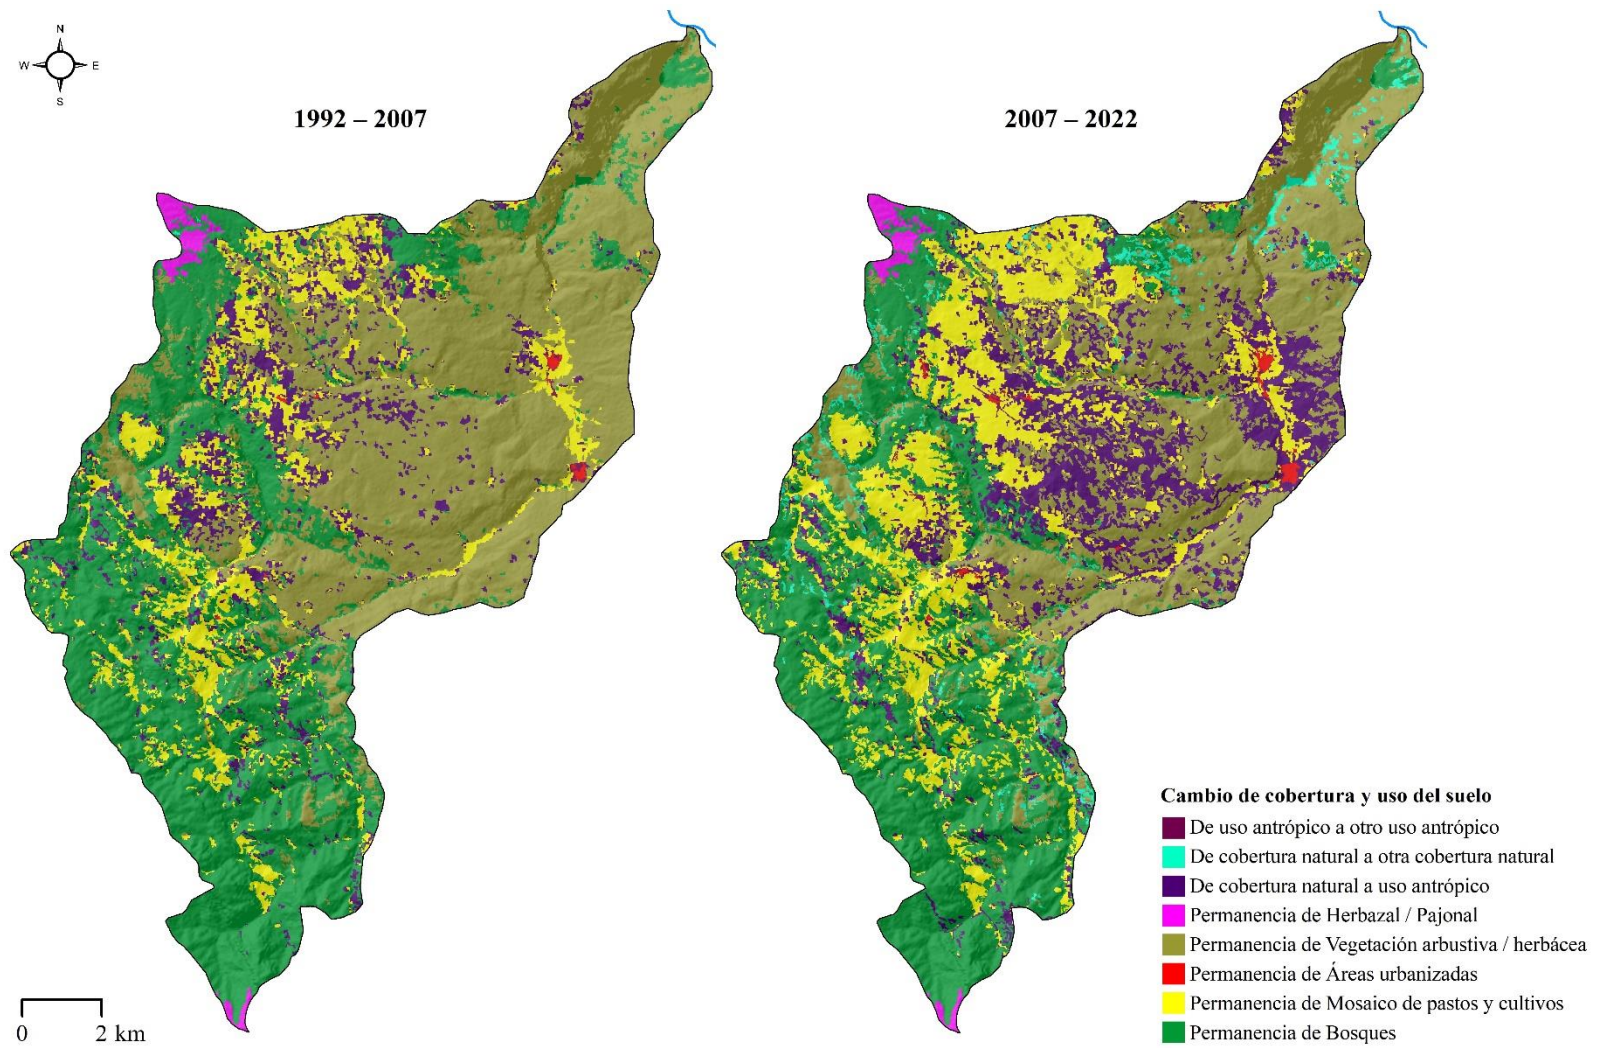 N
W E
S
1992 – 2007
2007 – 2022
Cambio de cobertura y uso del suelo
De uso antrópico a otro uso antrópico
De cobertura natural a otra cobertura natural
De cobertura natural a uso antrópico
Permanencia de Herbazal / Pajonal
Permanencia de Vegetación arbustiva / herbácea
Permanencia de Áreas urbanizadas
Permanencia de Mosaico de pastos y cultivos
Permanencia de Bosques
0 2 km